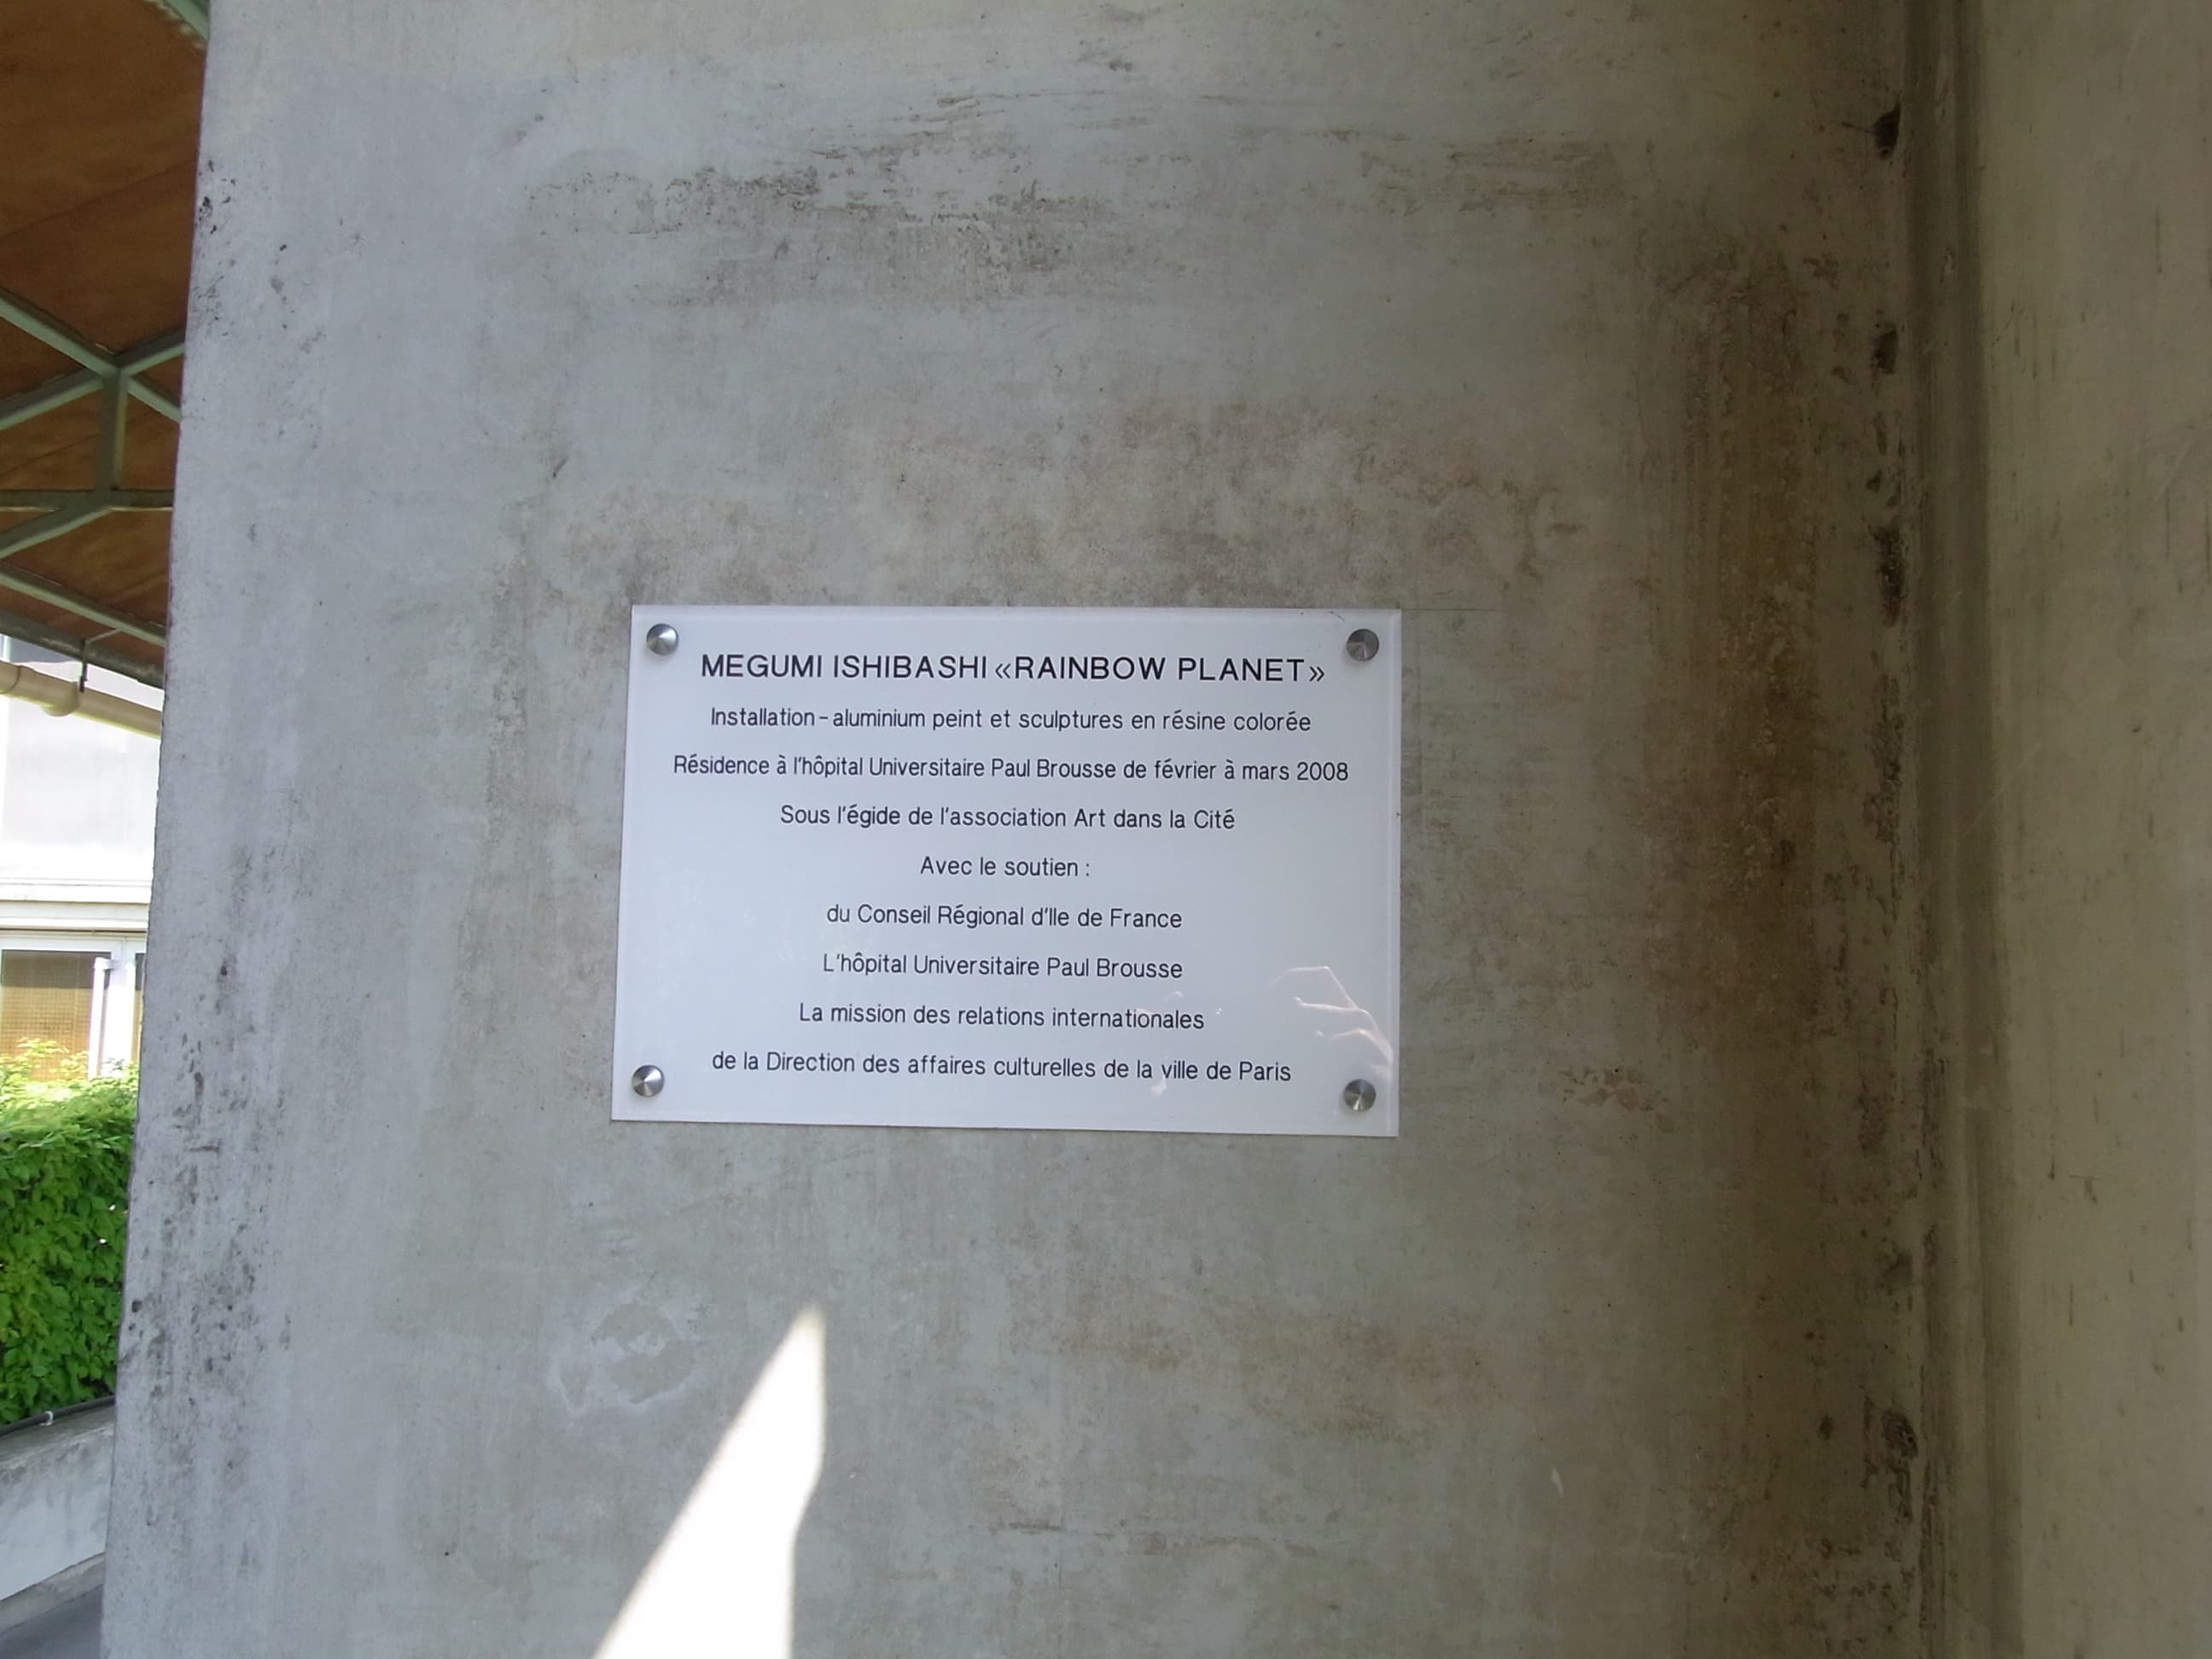 MEGUMI ISHIBASHI «RAINBOW PLANET»
Installation - aluminium peint et sculptures en résine colorée
Résidence à l'hôpital Universitaire Paul Brousse de février à mars 2008
Sous l'égide de l'association Art dans la Cité
Avec le soutien :
du Conseil Régional d'Ile de France
L'hôpital Universitaire Paul Brousse
La mission des relations internationales
de la Direction des affaires culturelles de la ville de Paris